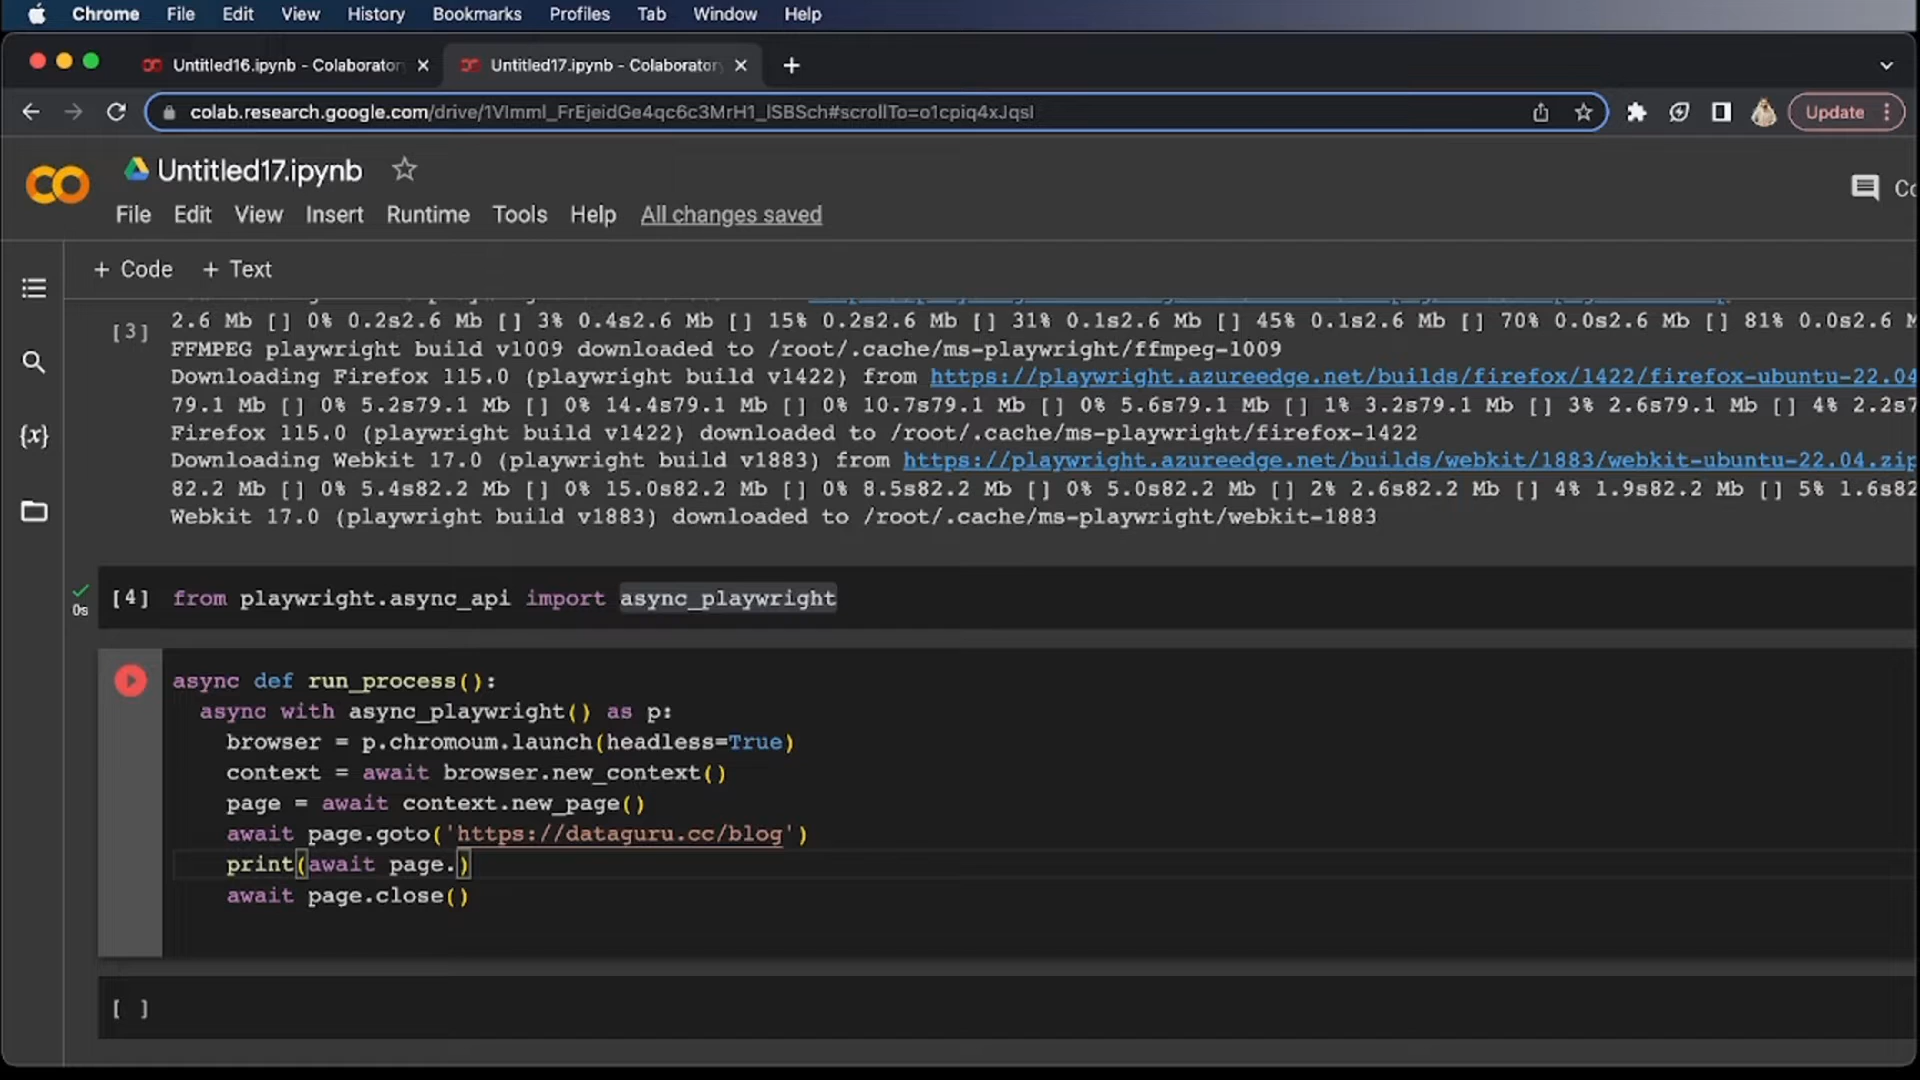 Chrome File Edit View History Bookmarks Profiles Tab Window Help
Untitled16.ipynb - Colaborator Untitled17.ipynb - Colaborator
colab.research.google.com/drive/1VImmI_FrEjeidGe4qc6c3MrH1_lSBSch#scrollTo=o1cpiq4xJqsI Update
Untitled17.ipynb
File Edit View Insert Runtime Tools Help All changes saved
+ Code + Text
[3] 2.6 Mb [] 0% 0.2s2.6 Mb [] 3% 0.4s2.6 Mb [] 15% 0.2s2.6 Mb [] 31% 0.1s2.6 Mb [] 45% 0.1s2.6 Mb [] 70% 0.0s2.6 Mb [] 81% 0.0s2.6 M
FFMPEG playwright build v1009 downloaded to /root/.cache/ms-playwright/ffmpeg-1009
Downloading Firefox 115.0 (playwright build v1422) from https://playwright.azureedge.net/builds/firefox/1422/firefox-ubuntu-22.04
79.1 Mb [] 0% 5.2s79.1 Mb [] 0% 14.4s79.1 Mb [] 0% 10.7s79.1 Mb [] 0% 5.6s79.1 Mb [] 1% 3.2s79.1 Mb [] 3% 2.6s79.1 Mb [] 4% 2.2s7
Firefox 115.0 (playwright build v1422) downloaded to /root/.cache/ms-playwright/firefox-1422
Downloading Webkit 17.0 (playwright build v1883) from https://playwright.azureedge.net/builds/webkit/1883/webkit-ubuntu-22.04.zip
82.2 Mb [] 0% 5.4s82.2 Mb [] 0% 15.0s82.2 Mb [] 0% 8.5s82.2 Mb [] 0% 5.0s82.2 Mb [] 2% 2.6s82.2 Mb [] 4% 1.9s82.2 Mb [] 5% 1.6s82
Webkit 17.0 (playwright build v1883) downloaded to /root/.cache/ms-playwright/webkit-1883
[4] from playwright.async_api import async_playwright
0s
async def run_process():
async with async_playwright() as p:
browser = p.chromoum.launch(headless=True)
context = await browser.new_context()
page = await context.new_page()
await page.goto('https://dataguru.cc/blog')
print(await page.)
await page.close()
[ ]